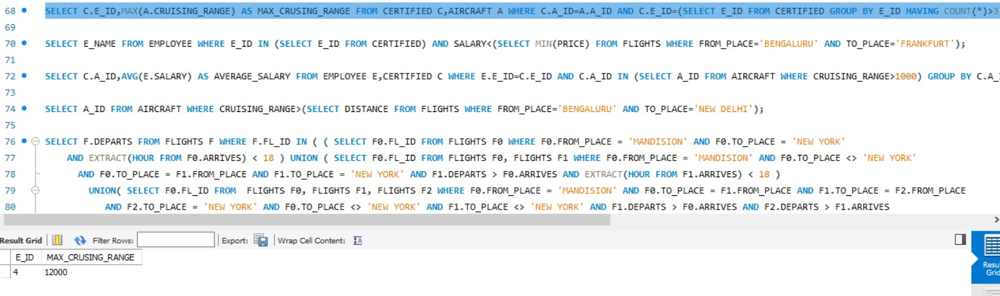 68 SELECT C.E_ID,MAX(A.CRUISING_RANGE) AS MAX_CRUSING_RANGE FROM CERTIFIED C,AIRCRAFT A WHERE C.A_ID=A.A_ID AND C.E_ID=(SELECT E_ID FROM CERTIFIED GROUP BY E_ID HAVING COUNT(*)>3
69
70 SELECT E_NAME FROM EMPLOYEE WHERE E_ID IN (SELECT E_ID FROM CERTIFIED) AND SALARY<(SELECT MIN(PRICE) FROM FLIGHTS WHERE FROM_PLACE='BENGALURU' AND TO_PLACE='FRANKFURT');
71
72 SELECT C.A_ID,AVG(E.SALARY) AS AVERAGE_SALARY FROM EMPLOYEE E,CERTIFIED C WHERE E.E_ID=C.E_ID AND C.A_ID IN (SELECT A_ID FROM AIRCRAFT WHERE CRUISING_RANGE>1000) GROUP BY C.A_
73
74 SELECT A_ID FROM AIRCRAFT WHERE CRUISING_RANGE>(SELECT DISTANCE FROM FLIGHTS WHERE FROM_PLACE='BENGALURU' AND TO_PLACE='NEW DELHI');
75
76 SELECT F.DEPARTS FROM FLIGHTS F WHERE F.FL_ID IN ( ( SELECT F0.FL_ID FROM FLIGHTS F0 WHERE F0.FROM_PLACE = 'MANDISION' AND F0.TO_PLACE = 'NEW YORK'
77 AND EXTRACT(HOUR FROM F0.ARRIVES) < 18 ) UNION ( SELECT F0.FL_ID FROM FLIGHTS F0, FLIGHTS F1 WHERE F0.FROM_PLACE = 'MANDISION' AND F0.TO_PLACE <> 'NEW YORK'
78 AND F0.TO_PLACE = F1.FROM_PLACE AND F1.TO_PLACE = 'NEW YORK' AND F1.DEPARTS > F0.ARRIVES AND EXTRACT(HOUR FROM F1.ARRIVES) < 18 )
79 UNION( SELECT F0.FL_ID FROM FLIGHTS F0, FLIGHTS F1, FLIGHTS F2 WHERE F0.FROM_PLACE = 'MANDISION' AND F0.TO_PLACE = F1.FROM_PLACE AND F1.TO_PLACE = F2.FROM_PLACE
80 AND F2.TO_PLACE = 'NEW YORK' AND F0.TO_PLACE <> 'NEW YORK' AND F1.TO_PLACE <> 'NEW YORK' AND F1.DEPARTS > F0.ARRIVES AND F2.DEPARTS > F1.ARRIVES
Result Grid Filter Rows: Export: Wrap Cell Content:
E_ID MAX_CRUSING_RANGE
4 12000
Resu
Grid